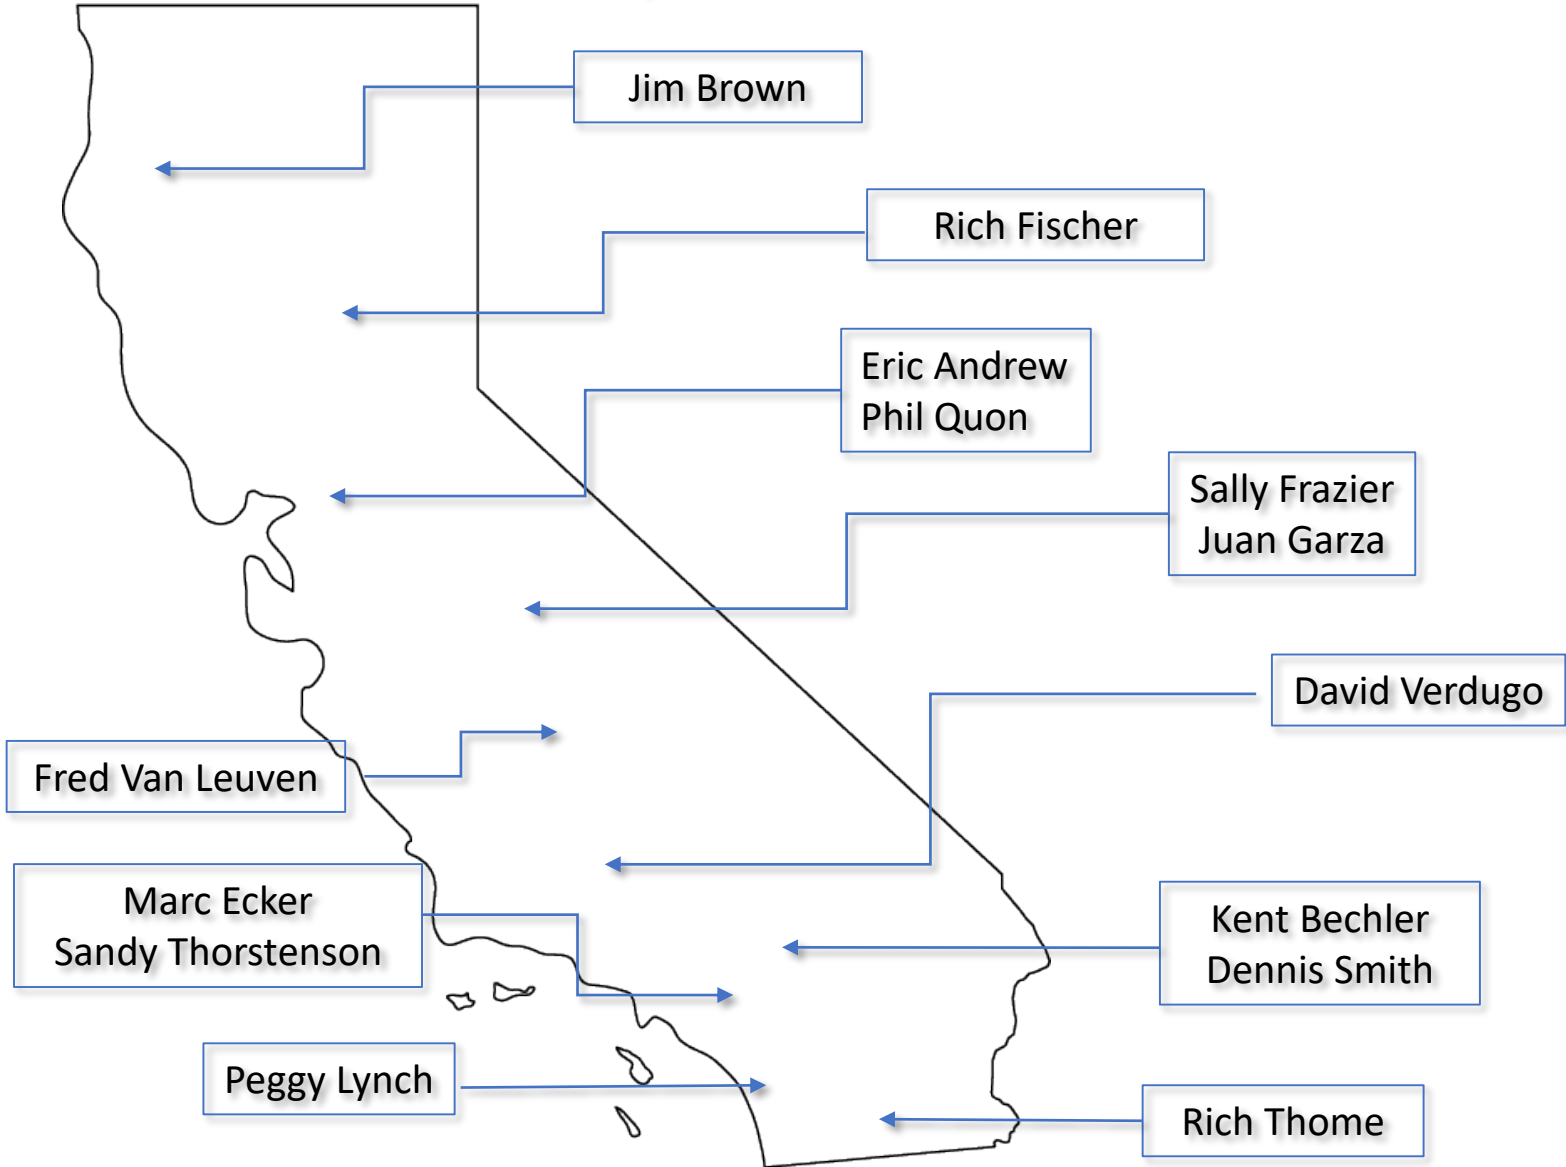 Jim Brown
Rich Fischer
Eric Andrew
Phil Quon
Sally Frazier
Juan Garza
David Verdugo
Fred Van Leuven
Marc Ecker
Sandy Thorstenson
Kent Bechler
Dennis Smith
Peggy Lynch
Rich Thome